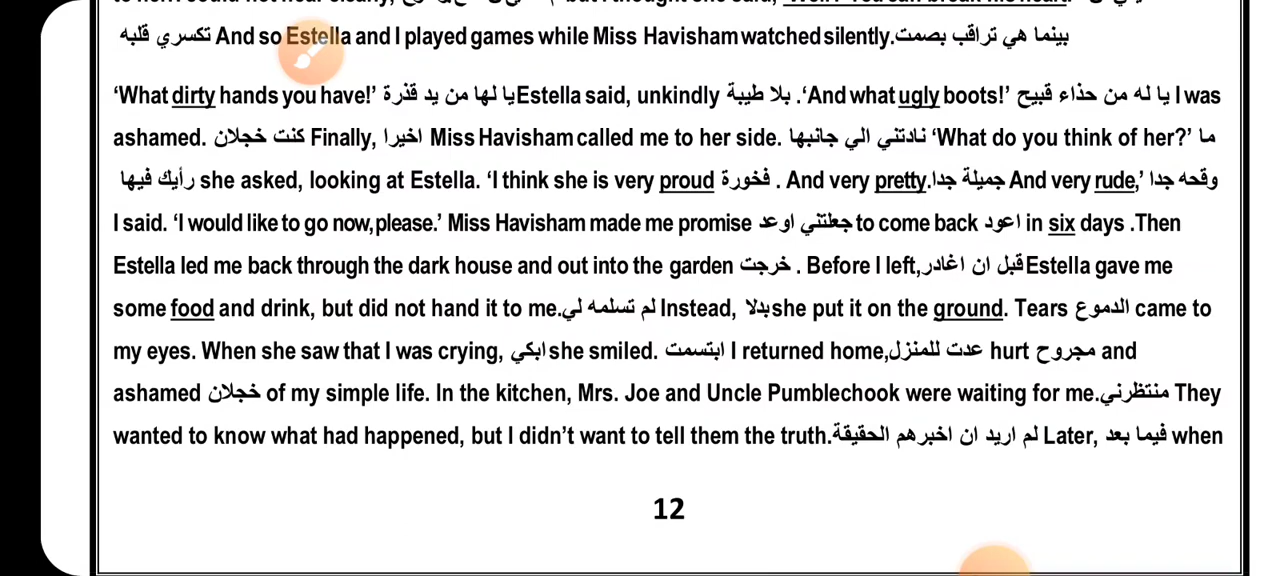 تكسري قلبه And so Estella and I played games while Miss Havisham watched silently.بينما هي تراقب بصمت
‘What dirty hands you have!’ يا لها من يد قذرة Estella said, unkindly بلا طيبة .‘And what ugly boots!’ يا له من حذاء قبيح I was
ashamed. كنت خجلان Finally, اخيرا Miss Havisham called me to her side. نادتني الي جانبها ‘What do you think of her?’ ما
رأيك فيها she asked, looking at Estella. ‘I think she is very proud فخورة . And very pretty.جميلة جدا And very rude,’ وقحه جدا
I said. ‘I would like to go now,please.’ Miss Havisham made me promise جعلتني اوعد to come back اعود in six days .Then
Estella led me back through the dark house and out into the garden خرجت . Before I left,قبل ان اغادر Estella gave me
some food and drink, but did not hand it to me.لم تسلمه لي Instead, بدلا she put it on the ground. Tears الدموع came to
my eyes. When she saw that I was crying, ابكي she smiled. ابتسمت I returned home,عدت للمنزل hurt مجروح and
ashamed خجلان of my simple life. In the kitchen, Mrs. Joe and Uncle Pumblechook were waiting for me.منتظرني They
wanted to know what had happened, but I didn’t want to tell them the truth.لم اريد ان اخبرهم الحقيقة Later, فيما بعد when
12